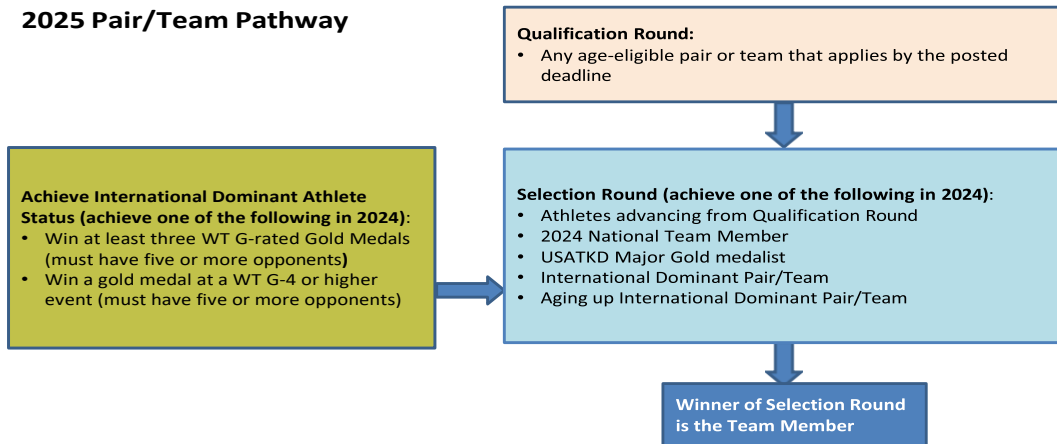 2025 Pair/Team Pathway
Qualification Round:
• Any age-eligible pair or team that applies by the posted
deadline
Achieve International Dominant Athlete
Status (achieve one of the following in 2024):
• Win at least three WT G-rated Gold Medals
(must have five or more opponents)
• Win a gold medal at a WT G-4 or higher
event (must have five or more opponents)
Selection Round (achieve one of the following in 2024):
• Athletes advancing from Qualification Round
• 2024 National Team Member
• USATKD Major Gold medalist
• International Dominant Pair/Team
• Aging up International Dominant Pair/Team
Winner of Selection Round
is the Team Member